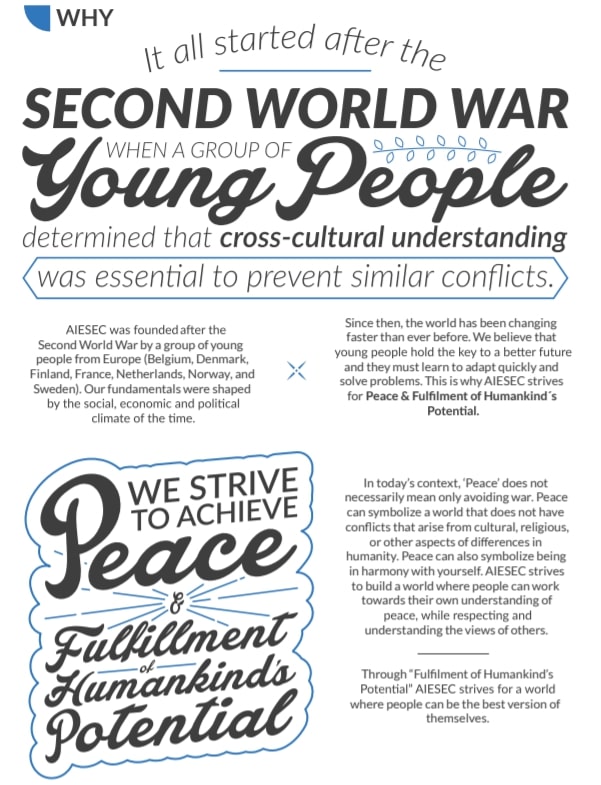 WHY
It all started after the
SECOND WORLD WAR
WHEN A GROUP OF
Young People
determined that cross-cultural understanding
was essential to prevent similar conflicts.
AIESEC was founded after the
Second World War by a group of young
people from Europe (Belgium, Denmark,
Finland, France, Netherlands, Norway, and
Sweden). Our fundamentals were shaped
by the social, economic and political
climate of the time.
Since then, the world has been changing
faster than ever before. We believe that
young people hold the key to a better future
and they must learn to adapt quickly and
solve problems. This is why AIESEC strives
for Peace & Fulfilment of Humankind´s
Potential.
WE STRIVE
TO ACHIEVE
Peace
&
Fulfillment
of
Humankind's
Potential
In today's context, 'Peace' does not
necessarily mean only avoiding war. Peace
can symbolize a world that does not have
conflicts that arise from cultural, religious,
or other aspects of differences in
humanity. Peace can also symbolize being
in harmony with yourself. AIESEC strives
to build a world where people can work
towards their own understanding of
peace, while respecting and
understanding the views of others.
Through "Fulfilment of Humankind's
Potential" AIESEC strives for a world
where people can be the best version of
themselves.